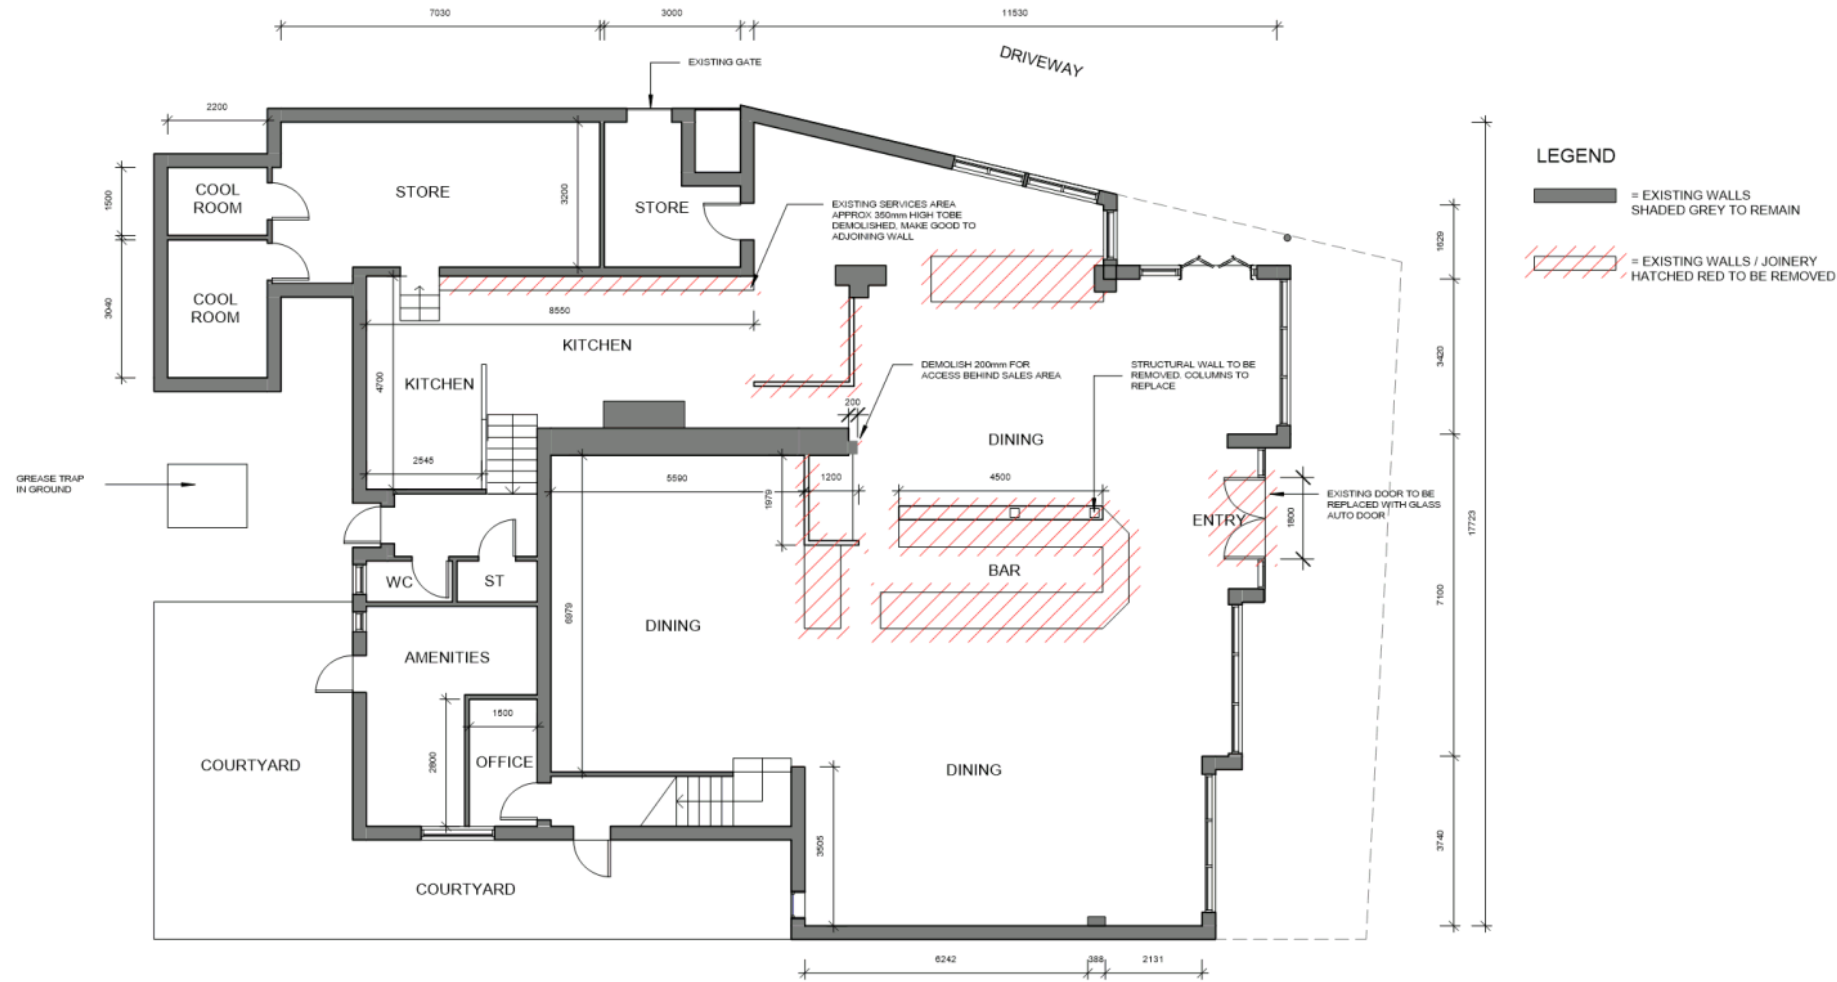 7030
3000
11530
DRIVEWAY
EXISTING GATE
2200
LEGEND
COOL
ROOM
1500
STORE
3200
STORE
EXISTING SERVICES AREA
APPROX 350mm HIGH TOBE
DEMOLISHED, MAKE GOOD TO
ADJOINING WALL
= EXISTING WALLS
SHADED GREY TO REMAIN
1629
= EXISTING WALLS / JOINERY
HATCHED RED TO BE REMOVED
COOL
ROOM
3040
8550
KITCHEN
KITCHEN
4700
DEMOLISH 200mm FOR
ACCESS BEHIND SALES AREA
STRUCTURAL WALL TO BE
REMOVED. COLUMNS TO
REPLACE
3420
200
DINING
2545
5590
1979
1200
4500
GREASE TRAP
IN GROUND
EXISTING DOOR TO BE
REPLACED WITH GLASS
AUTO DOOR
ENTRY
1800
17723
WC
ST
BAR
7100
6979
DINING
AMENITIES
1500
2800
OFFICE
COURTYARD
DINING
3505
3740
COURTYARD
6242
388
2131